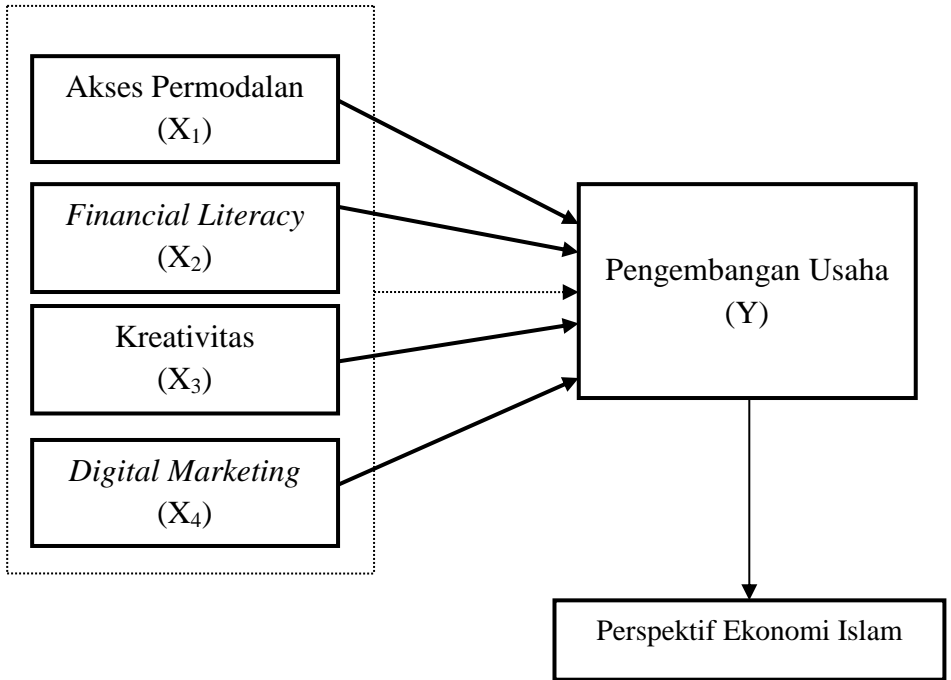 Akses Permodalan
(X₁)
Financial Literacy
(X₂)
Kreativitas
(X₃)
Digital Marketing
(X₄)
Pengembangan Usaha
(Y)
Perspektif Ekonomi Islam